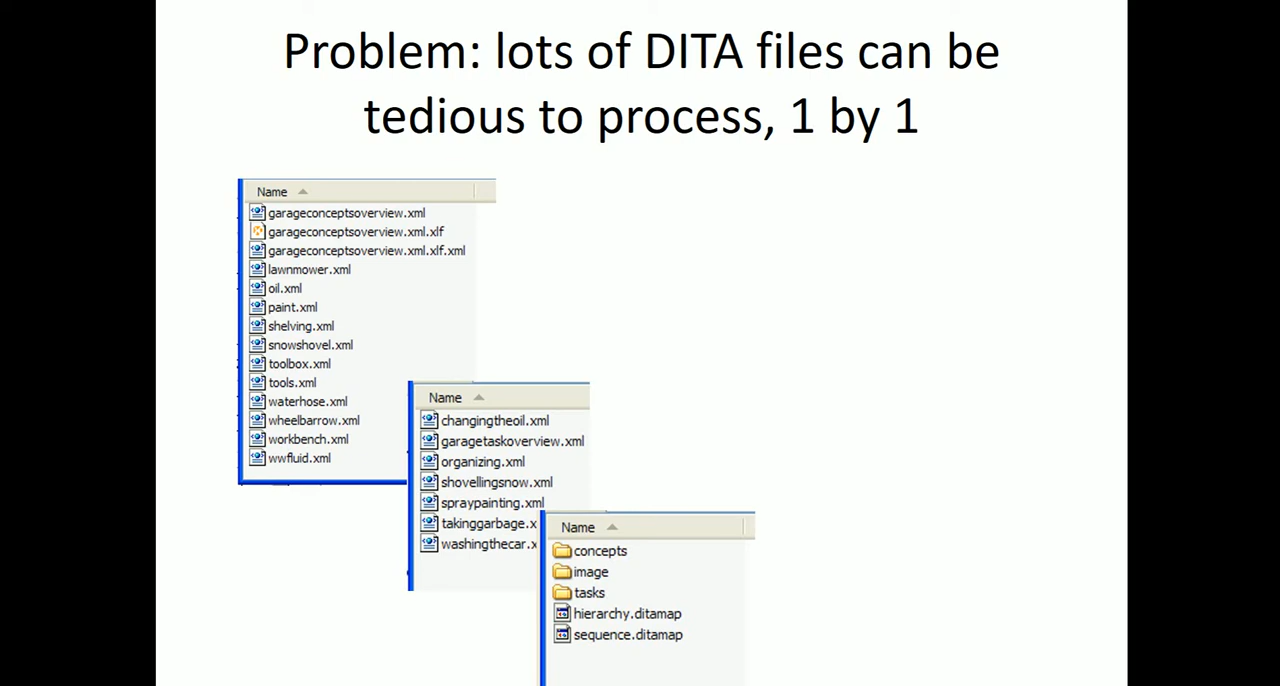 Problem: lots of DITA files can be
tedious to process, 1 by 1
Name
garageconceptsoverview.xml
garageconceptsoverview.xml.xlf
garageconceptsoverview.xml.xlf.xml
lawnmower.xml
oil.xml
paint.xml
shelving.xml
snowshovel.xml
toolbox.xml
tools.xml
waterhose.xml
wheelbarrow.xml
workbench.xml
wwfluid.xml
Name
changingtheoil.xml
garagetaskoverview.xml
organizing.xml
shovellingsnow.xml
spraypainting.xml
takinggarbage.x
washingthecar.x
Name
concepts
image
tasks
hierarchy.ditamap
sequence.ditamap